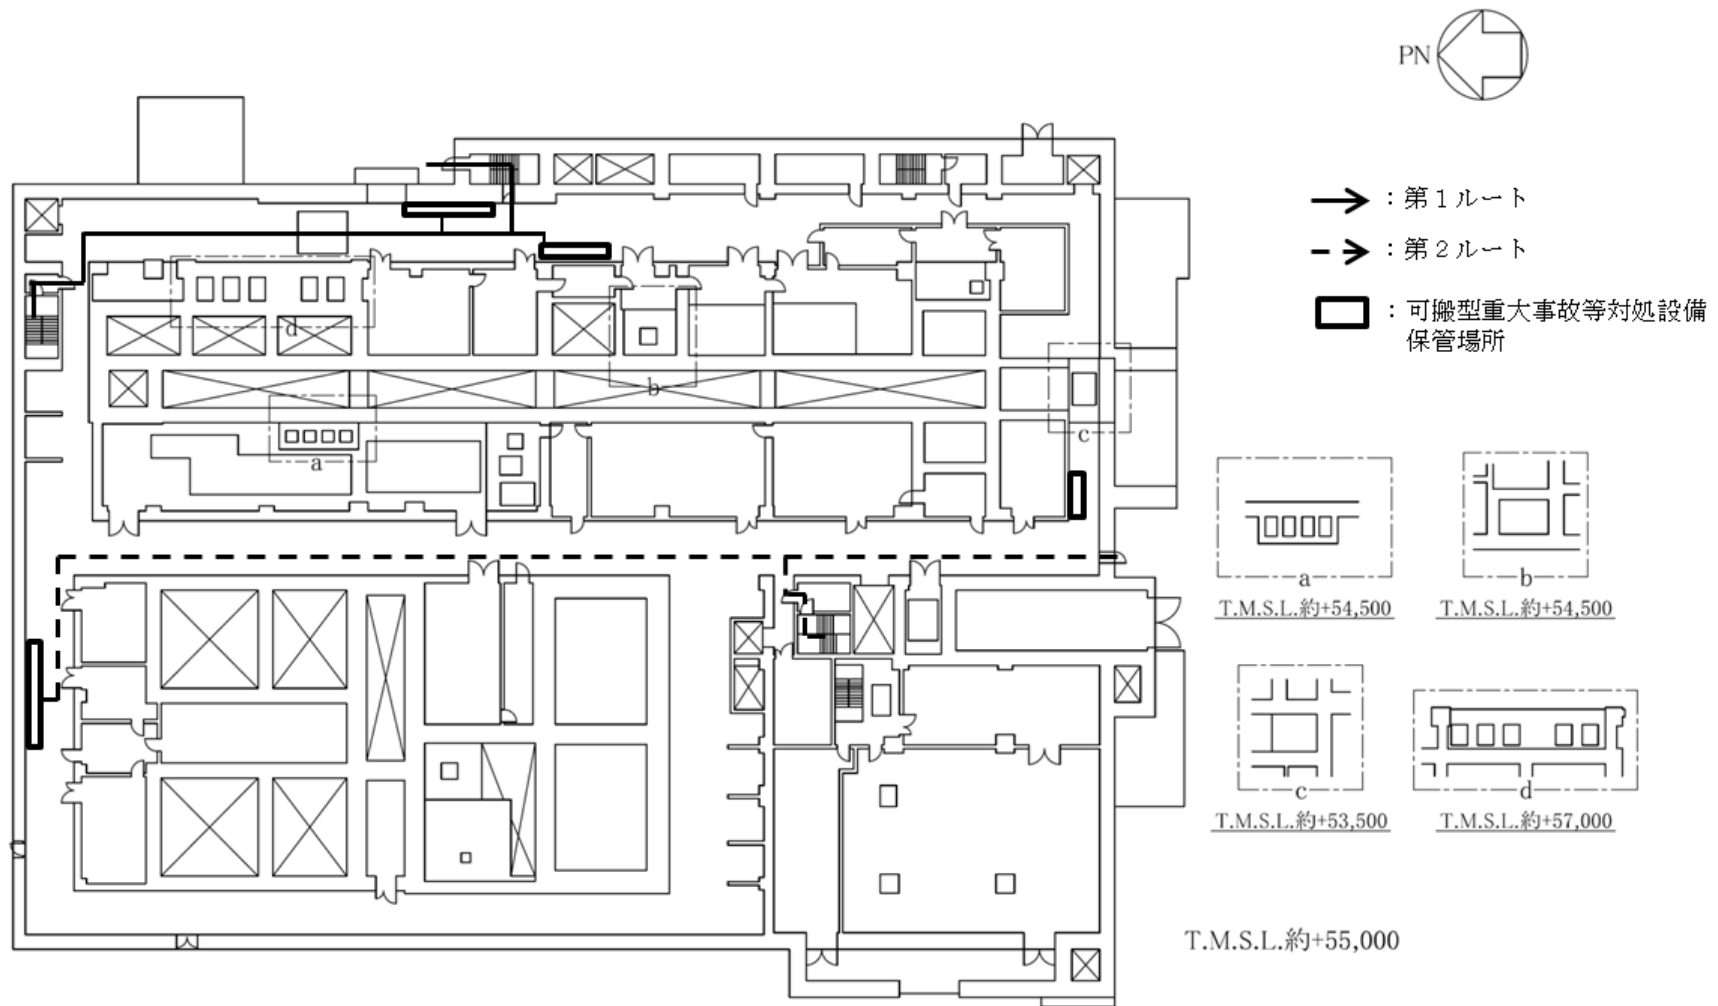 PN
：第１ルート
：第２ルート
：可搬型重大事故等対処設備
保管場所
d
b
c
a
a
T.M.S.L.約+54,500
b
T.M.S.L.約+54,500
c
T.M.S.L.約+53,500
d
T.M.S.L.約+57,000
T.M.S.L.約+55,000